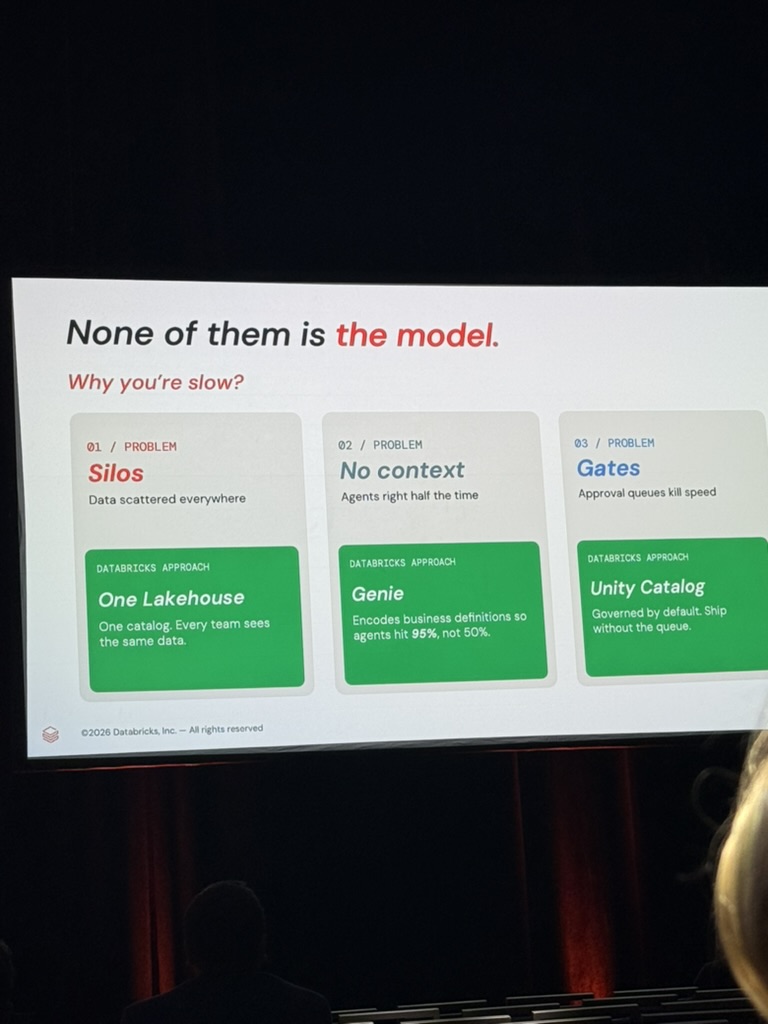 None of them is the model.
Why you're slow?
01 / PROBLEM
Silos
Data scattered everywhere
DATABRICKS APPROACH
One Lakehouse
One catalog. Every team sees
the same data.
02 / PROBLEM
No context
Agents right half the time
DATABRICKS APPROACH
Genie
Encodes business definitions so
agents hit 95%, not 50%.
03 / PROBLEM
Gates
Approval queues kill speed
DATABRICKS APPROACH
Unity Catalog
Governed by default. Ship
without the queue.
©2026 Databricks, Inc. — All rights reserved